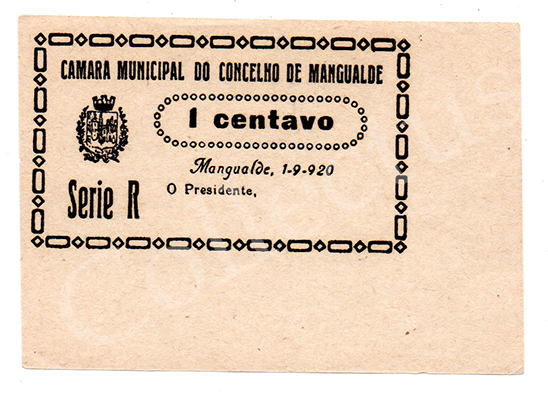 CAMARA MUNICIPAL DO CONCELHO DE MANGUALDE
1 centavo
Mangualde, 1-9-920
Serie R
O Presidente,